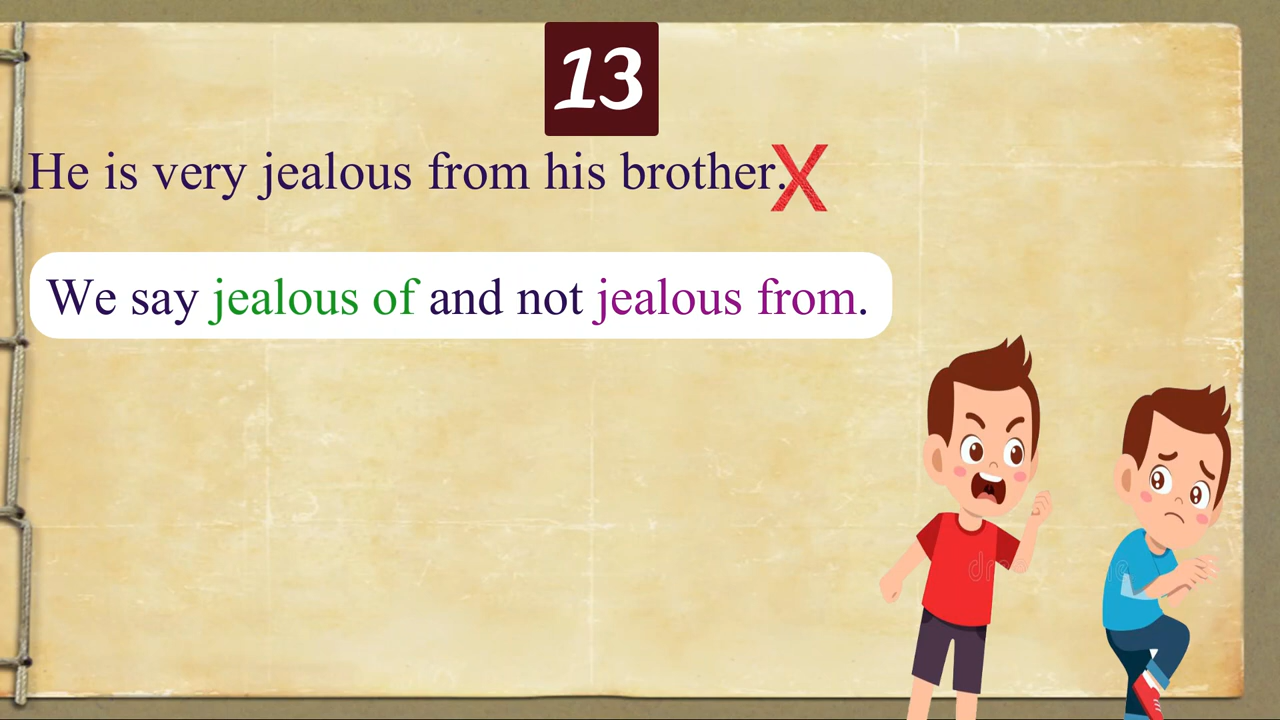 13
He is very jealous from his brother.X
We say jealous of and not jealous from.